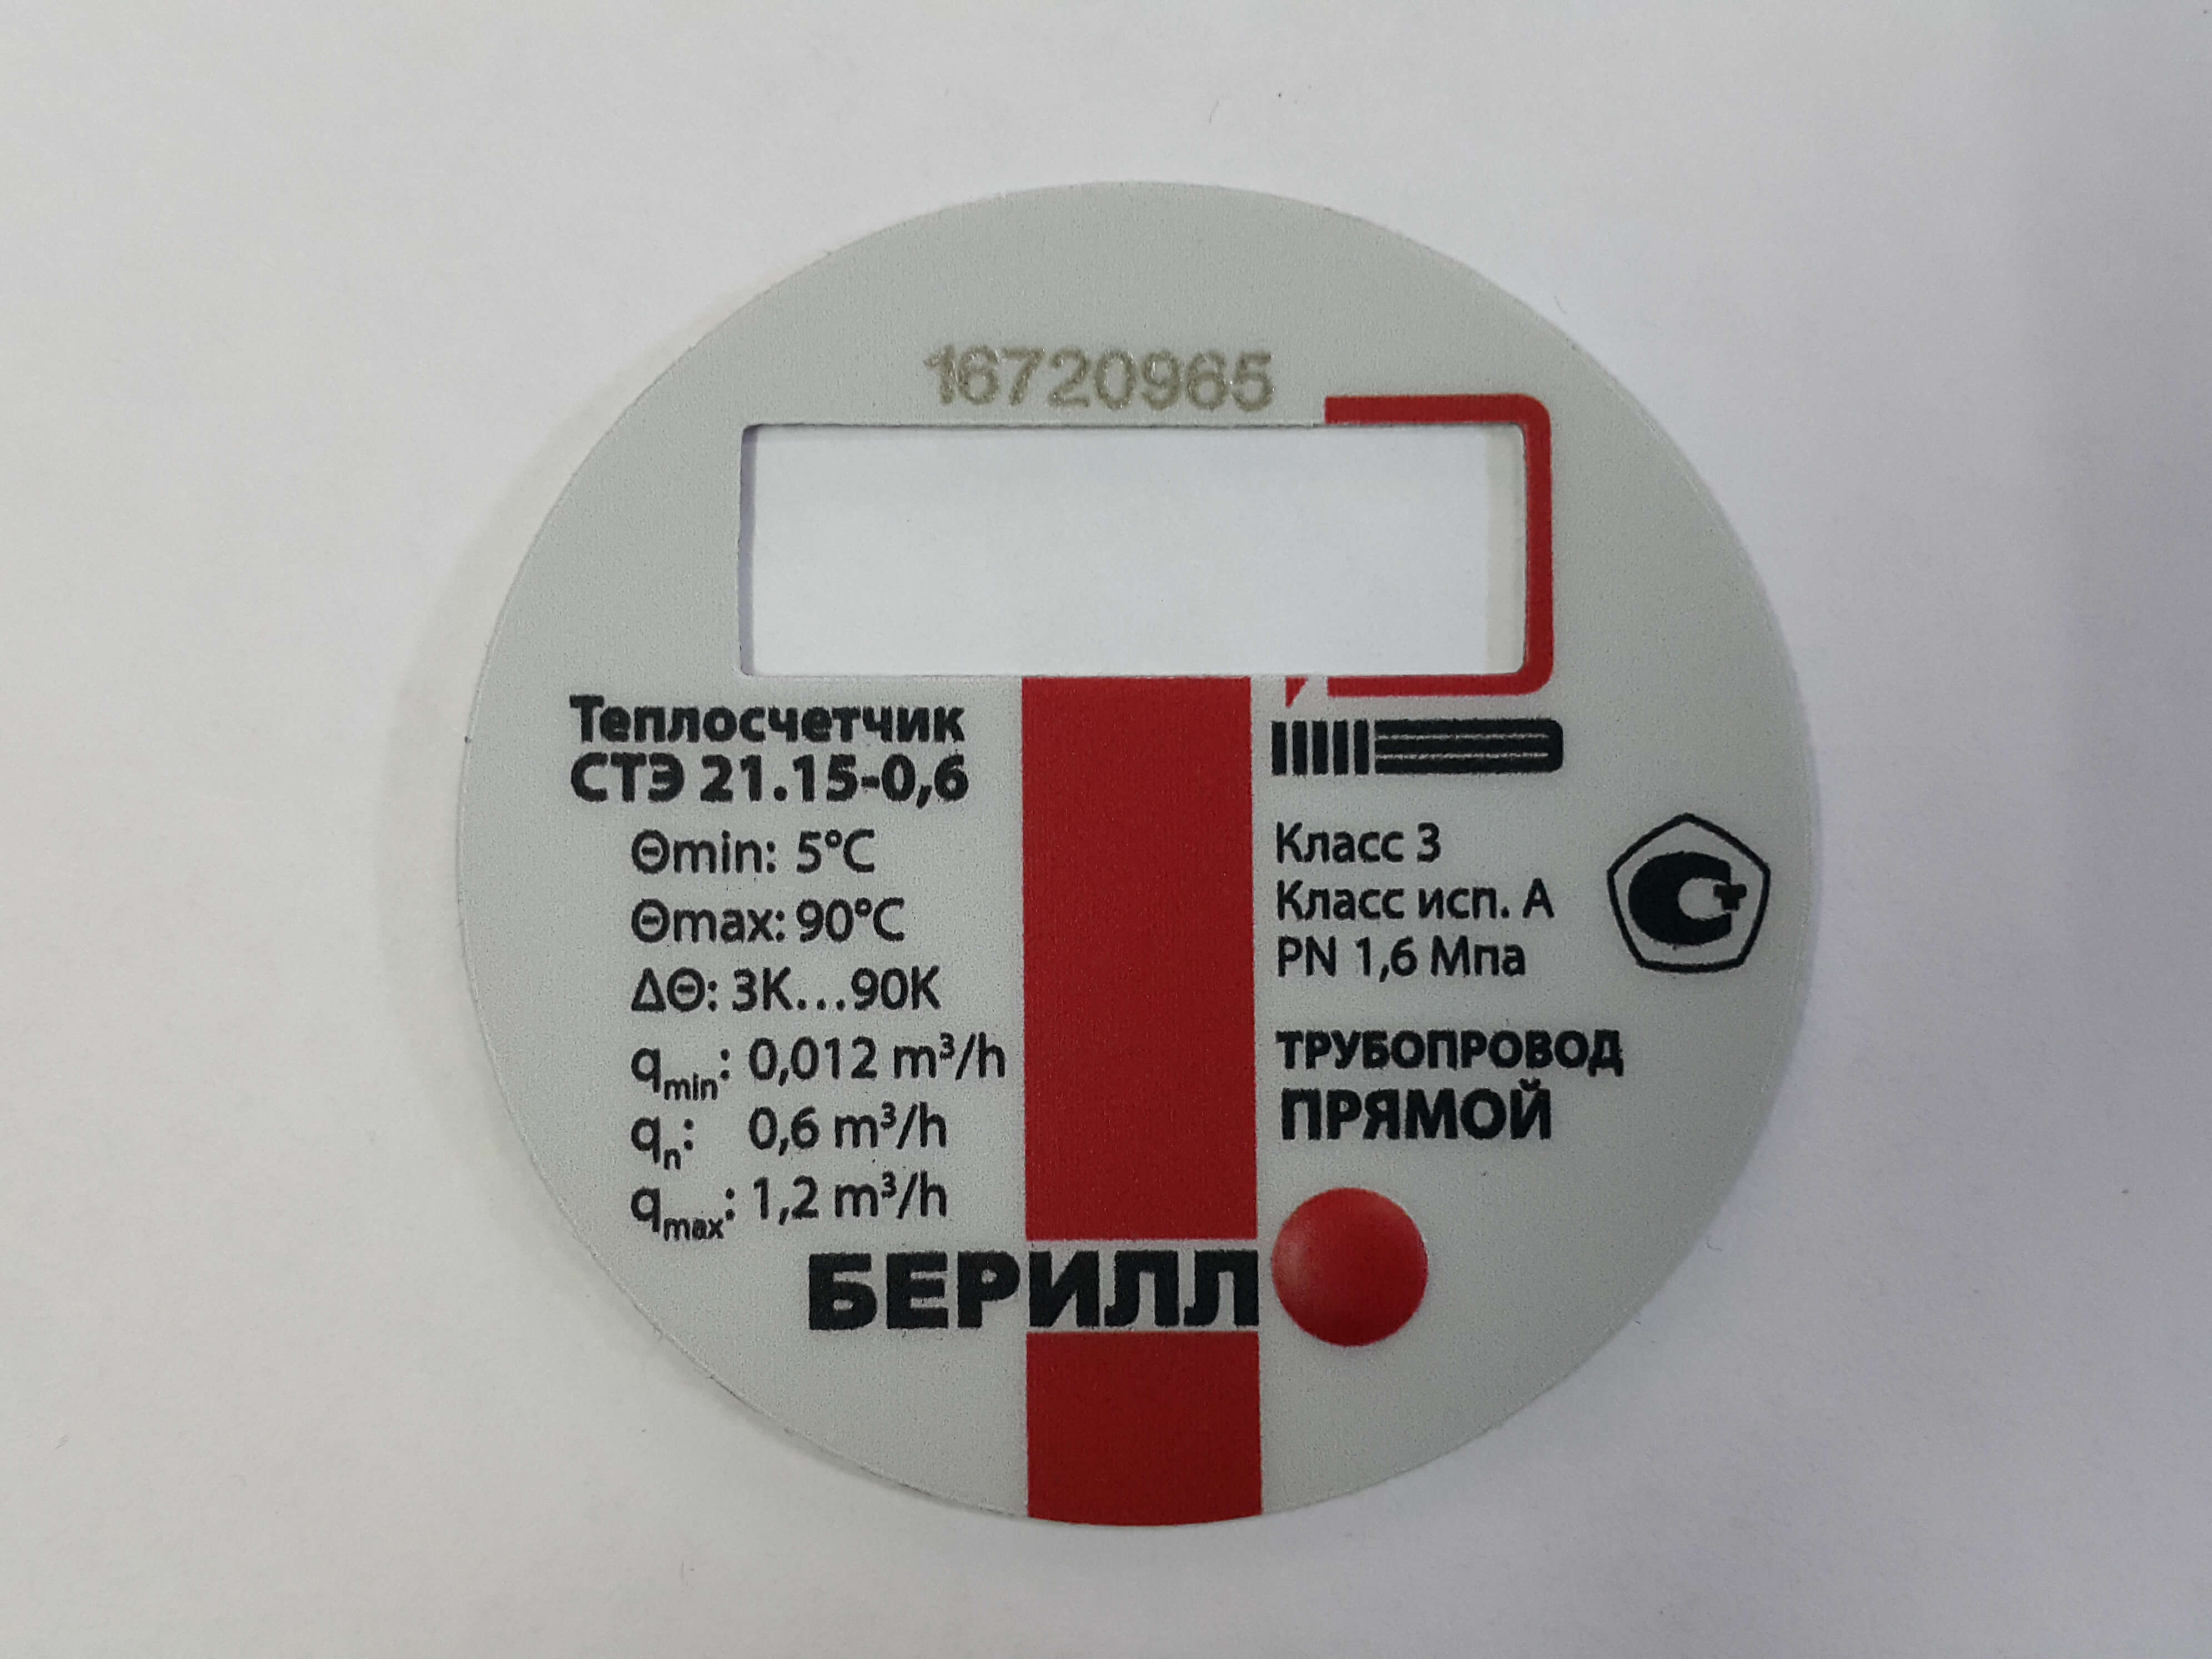 16720965
Теплосчетчик
СТЭ 21.15-0,6
Θmin: 5°C
Θmax: 90°C
ΔΘ: 3K...90K
qmin: 0,012 m³/h
qn: 0,6 m³/h
qmax: 1,2 m³/h
Класс 3
Класс исп. А
PN 1,6 Мпа
ТРУБОПРОВОД
ПРЯМОЙ
БЕРИЛЛ